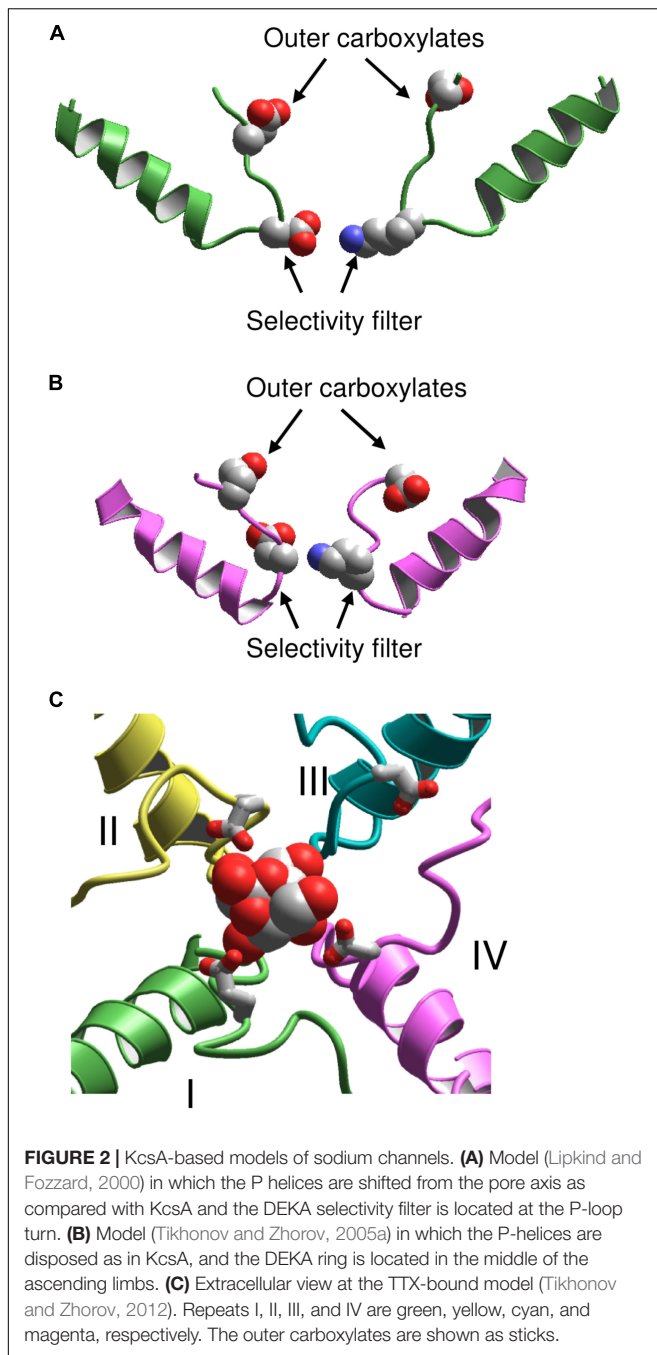 A
Outer carboxylates
Selectivity filter
B
Outer carboxylates
Selectivity filter
C
II
III
IV
I
FIGURE 2 | KcsA-based models of sodium channels. (A) Model (Lipkind and
Fozzard, 2000) in which the P helices are shifted from the pore axis as
compared with KcsA and the DEKA selectivity filter is located at the P-loop
turn. (B) Model (Tikhonov and Zhorov, 2005a) in which the P-helices are
disposed as in KcsA, and the DEKA ring is located in the middle of the
ascending limbs. (C) Extracellular view at the TTX-bound model (Tikhonov
and Zhorov, 2012). Repeats I, II, III, and IV are green, yellow, cyan, and
magenta, respectively. The outer carboxylates are shown as sticks.